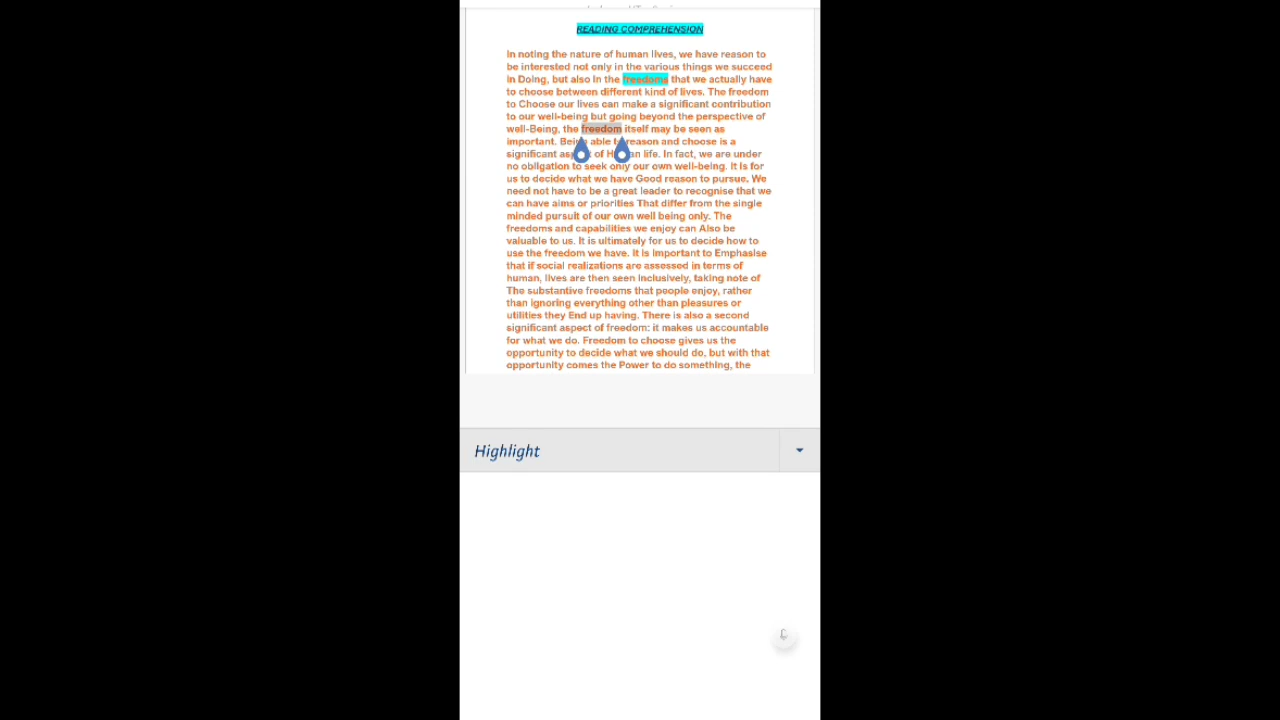 READING COMPREHENSION
In noting the nature of human lives, we have reason to
be interested not only in the various things we succeed
in Doing, but also in the freedoms that we actually have
to choose between different kind of lives. The freedom
to Choose our lives can make a significant contribution
to our well-being but going beyond the perspective of
well-Being, the freedom itself may be seen as
important. Being able to reason and choose is a
significant of life. In fact, we are under
no obligation to seek only our own well-being. It is for
us to decide what we have Good reason to pursue. We
need not have to be a great leader to recognise that we
can have aims or priorities That differ from the single
minded pursuit of our own well being only. The
freedoms and capabilities we enjoy can Also be
valuable to us. It is ultimately for us to decide how to
use the freedom we have. It is important to Emphasise
that if social realizations are assessed in terms of
human, lives are then seen inclusively, taking note of
The substantive freedoms that people enjoy, rather
than ignoring everything other than pleasures or
utilities they End up having. There is also a second
significant aspect of freedom: it makes us accountable
for what we do. Freedom to choose gives us the
opportunity to decide what we should do, but with that
opportunity comes the Power to do something, the
Highlight